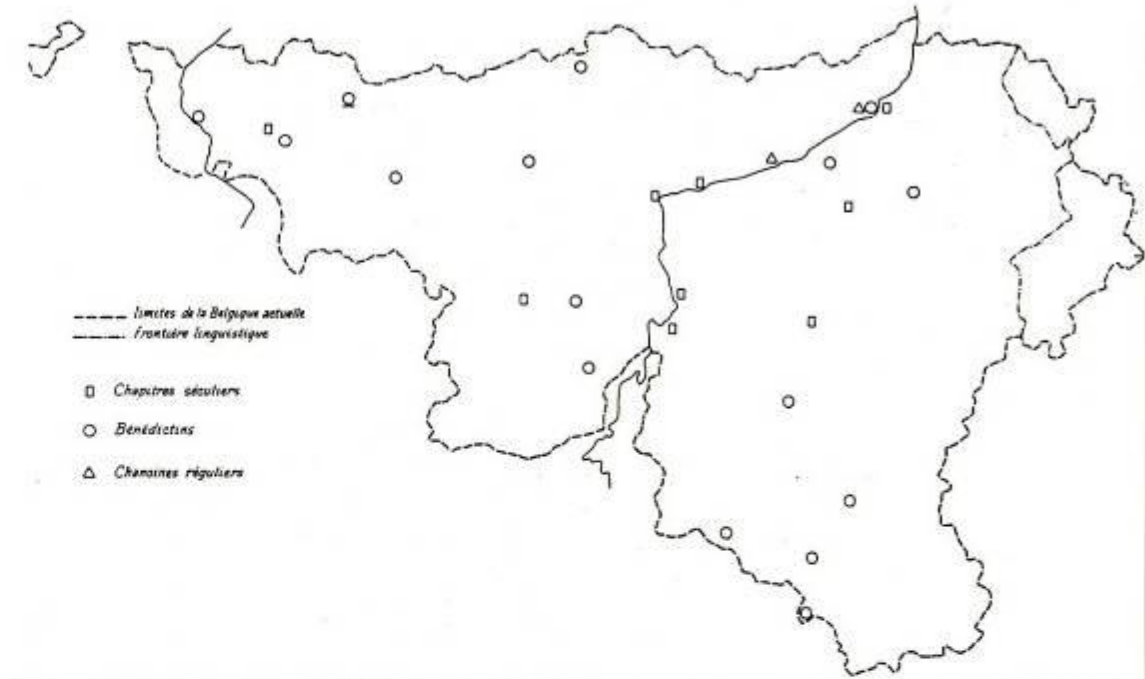 limites de la Belgique actuelle
frontière linguistique
Chapitres séculiers
Bénédictins
Chanoines réguliers